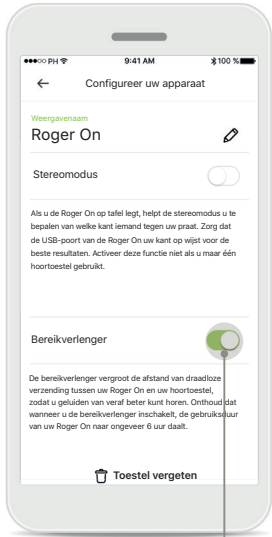 PH 9:41 AM 100 %
Configureer uw apparaat
Weergavenaam
Roger On
Stereomodus
Als u de Roger On op tafel legt, helpt de stereomodus u te
bepalen van welke kant iemand tegen uw praat. Zorg dat
de USB-poort van de Roger On uw kant op wijst voor de
beste resultaten. Activeer deze functie niet als u maar één
hoortoestel gebruikt.
Bereikverlenger
De bereikverlenger vergroot de afstand van draadloze
verzending tussen uw Roger On en uw hoortoestel,
zodat u geluiden van veraf beter kunt horen. Onthoud dat
wanneer u de bereikverlenger inschakelt, de gebruiksduur
van uw Roger On naar ongeveer 6 uur daalt.
Toestel vergeten